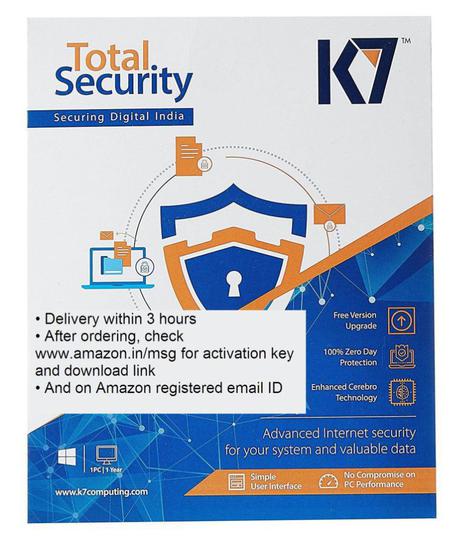 Total
Security
K7™
Securing Digital India
• Delivery within 3 hours
• After ordering, check
www.amazon.in/msg for activation key
and download link
• And on Amazon registered email ID
Free Version
Upgrade
100% Zero Day
Protection
Enhanced Cerebro
Technology
Advanced Internet security
for your system and valuable data
1PC | 1 Year
www.k7computing.com
Simple
User Interface
No Compromise on
PC Performance